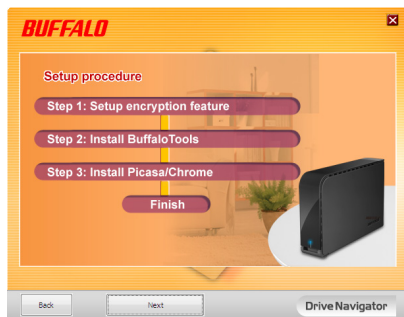 BUFFALO
Setup procedure
Step 1: Setup encryption feature
Step 2: Install BuffaloTools
Step 3: Install Picasa/Chrome
Finish
Back
Next
DriveNavigator